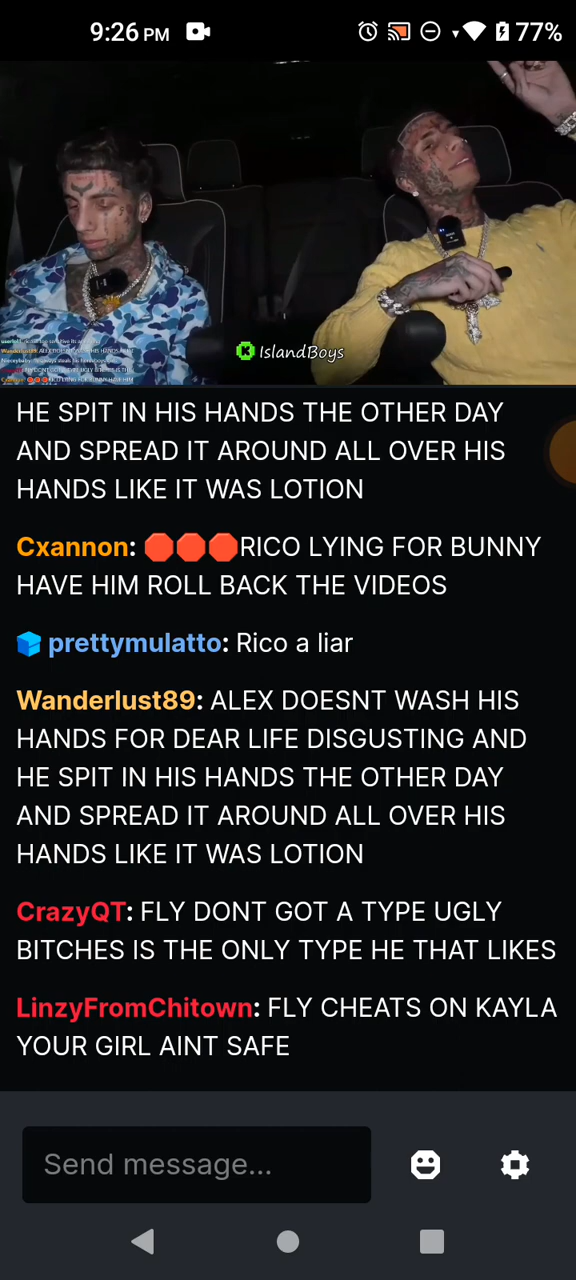 9:26 PM
77%
K IslandBoys
HE SPIT IN HIS HANDS THE OTHER DAY
AND SPREAD IT AROUND ALL OVER HIS
HANDS LIKE IT WAS LOTION
Cxannon: 🛑🛑🛑RICO LYING FOR BUNNY
HAVE HIM ROLL BACK THE VIDEOS
prettymulatto: Rico a liar
Wanderlust89: ALEX DOESNT WASH HIS
HANDS FOR DEAR LIFE DISGUSTING AND
HE SPIT IN HIS HANDS THE OTHER DAY
AND SPREAD IT AROUND ALL OVER HIS
HANDS LIKE IT WAS LOTION
CrazyQT: FLY DONT GOT A TYPE UGLY
BITCHES IS THE ONLY TYPE HE THAT LIKES
LinzyFromChitown: FLY CHEATS ON KAYLA
YOUR GIRL AINT SAFE
Send message...